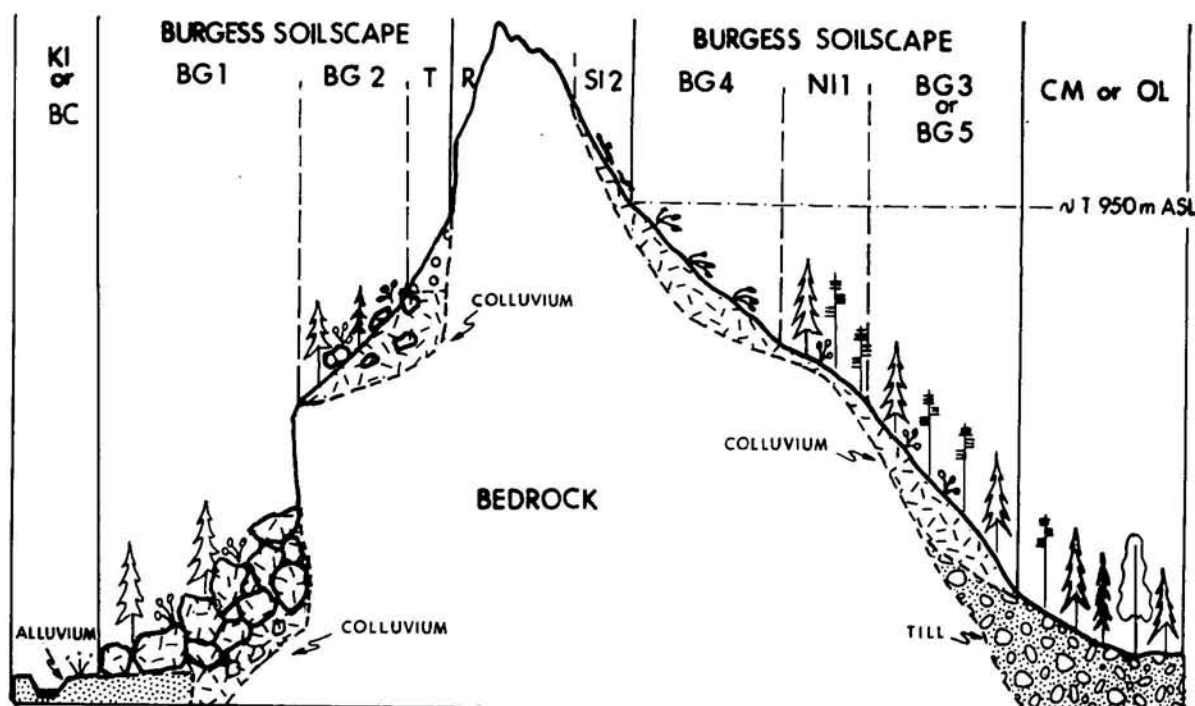 KI
or
BC
BURGESS SOILSCAPE
BG1
BG 2
T
R
SI 2
BURGESS SOILSCAPE
BG4
NI1
BG3
or
BG5
CM or OL
~ 1 950m ASL
COLLUVIUM
COLLUVIUM
BEDROCK
ALLUVIUM
COLLUVIUM
TILL